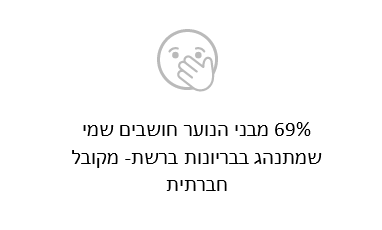 69% מבני הנוער חושבים שמי
שמתנהג בבריונות ברשת- מקובל
חברתית